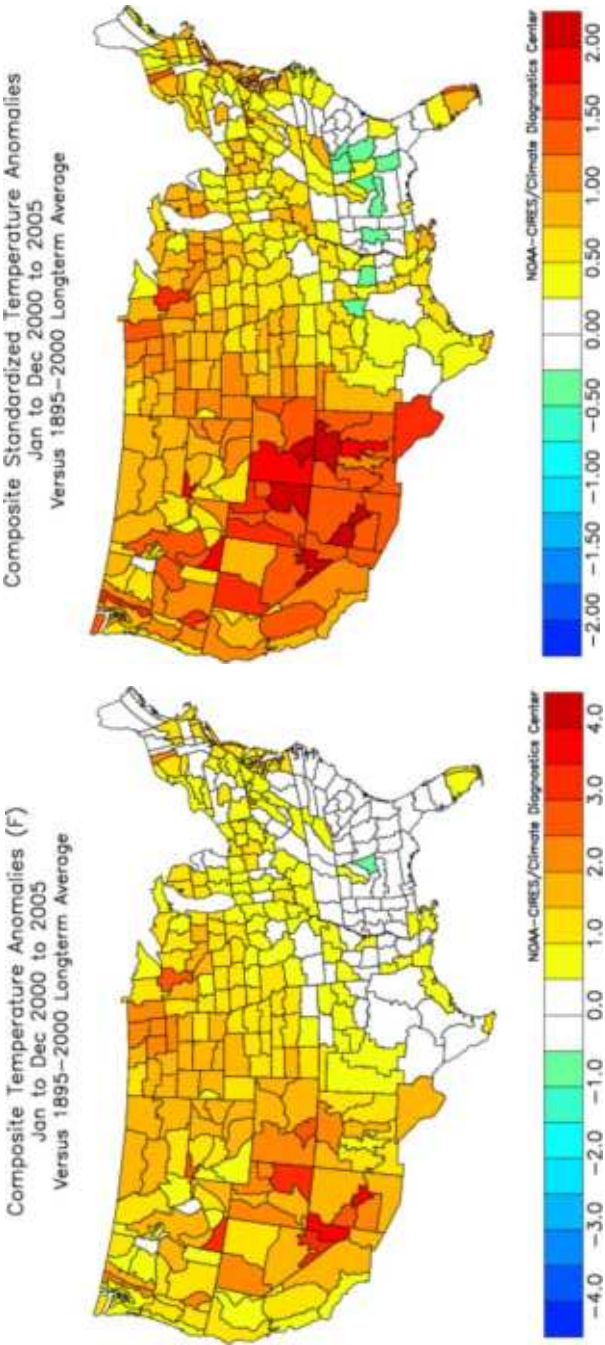 Composite Standardized Temperature Anomalies
Jan to Dec 2000 to 2005
Versus 1895-2000 Longterm Average
NOAA-CIRES/Climate Diagnostics Center
-2.00 -1.50 -1.00 -0.50 0.00 0.50 1.00 1.50 2.00
Composite Temperature Anomalies (F)
Jan to Dec 2000 to 2005
Versus 1895-2000 Longterm Average
NOAA-CIRES/Climate Diagnostics Center
-4.0 -3.0 -2.0 -1.0 0.0 1.0 2.0 3.0 4.0